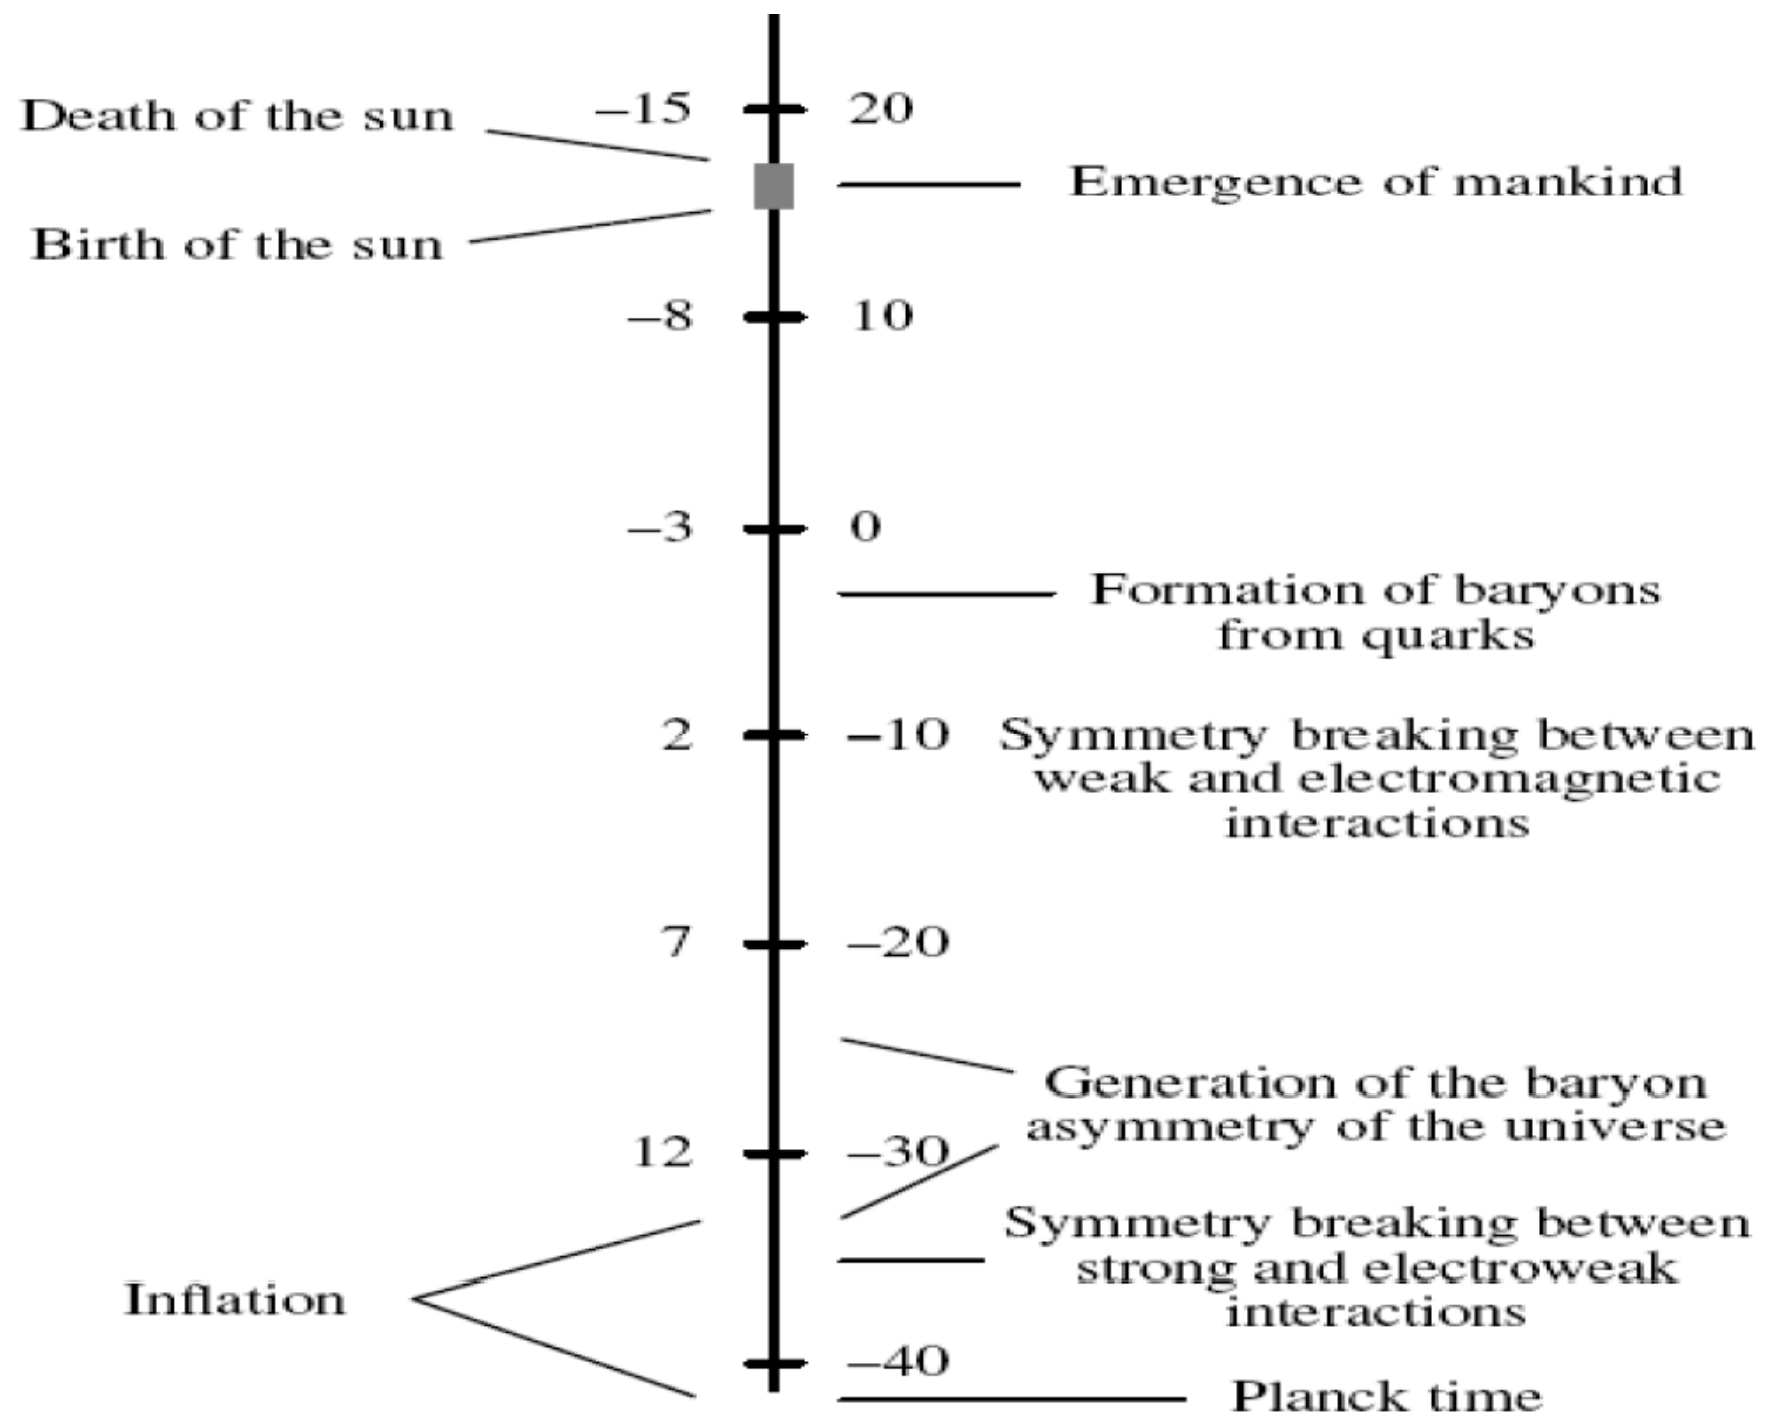 Death of the sun
–15
20
Emergence of mankind
Birth of the sun
–8
10
–3
0
Formation of baryons
from quarks
2
–10
Symmetry breaking between
weak and electromagnetic
interactions
7
–20
Generation of the baryon
asymmetry of the universe
12
–30
Symmetry breaking between
strong and electroweak
interactions
Inflation
–40
Planck time